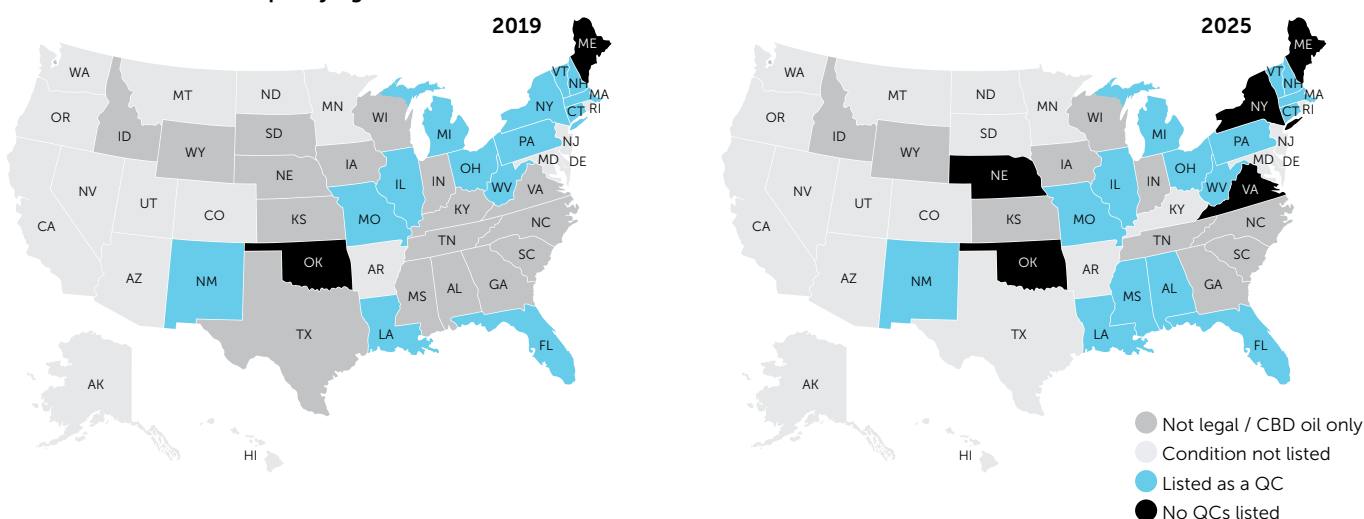 2019
ME
WA
VT
NH
MT
ND
MN
MA
OR
NY
CT RI
WI
MI
ID
SD
WY
PA
NJ
IA
MD DE
NE
OH
IL
IN
WV
VA
NV
UT
CO
KS
MO
KY
NC
CA
TN
OK
AR
SC
AZ
NM
MS
AL
GA
TX
LA
FL
AK
HI
2025
ME
WA
VT
NH
MT
ND
MN
MA
OR
NY
CT RI
WI
MI
ID
SD
WY
PA
NJ
IA
MD DE
NE
OH
IL
IN
WV
VA
NV
UT
CO
KS
MO
KY
NC
CA
TN
OK
AR
SC
AZ
NM
MS
AL
GA
TX
LA
FL
AK
HI
Not legal / CBD oil only
Condition not listed
Listed as a QC
No QCs listed